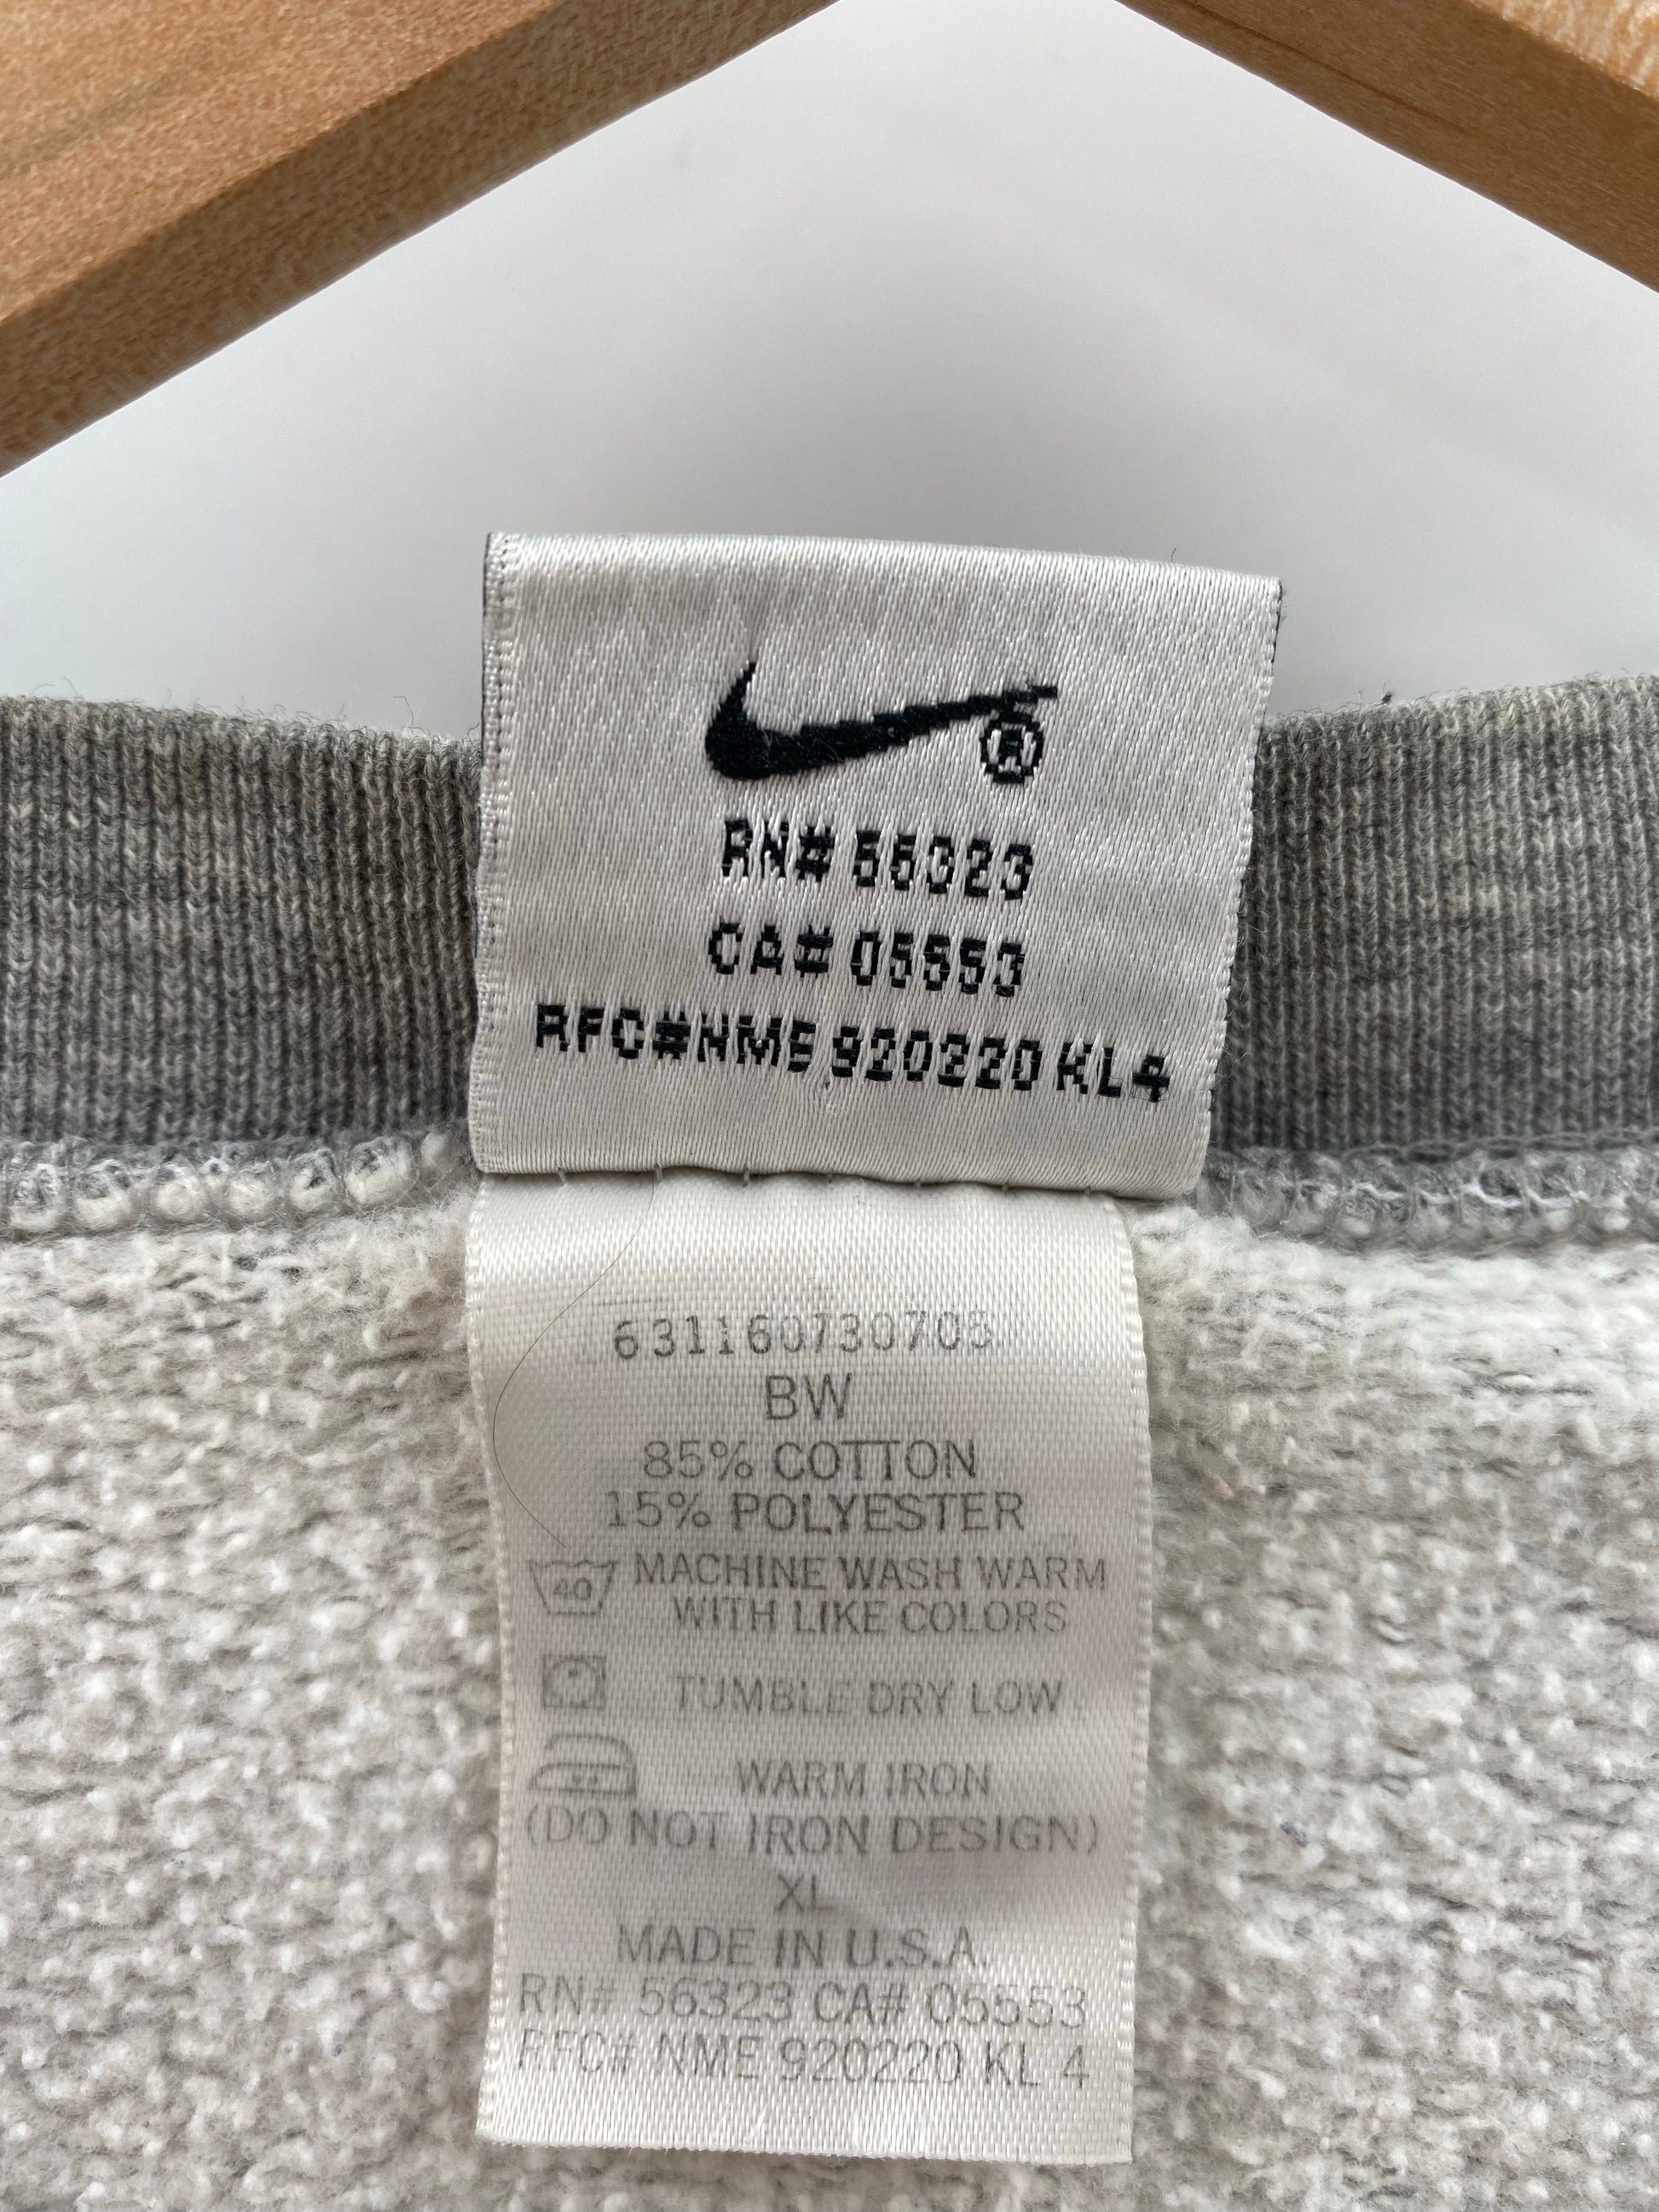 ®
RN# 56323
CA# 05553
RFC#NME 920220 KL4
631160730705
BW
85% COTTON
15% POLYESTER
40 MACHINE WASH WARM
WITH LIKE COLORS
TUMBLE DRY LOW
WARM IRON
(DO NOT IRON DESIGN)
XL
MADE IN U.S.A.
RN# 56323 CA# 05553
RFC# NME 920220 KL 4